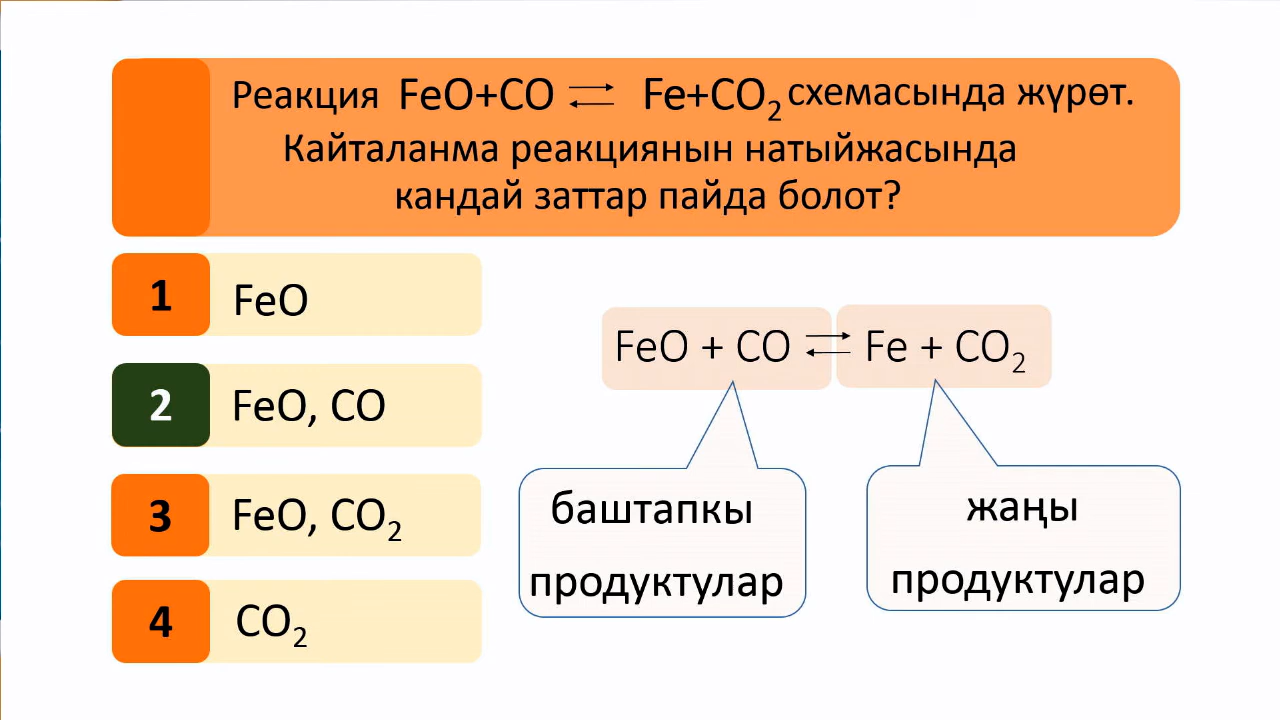 Реакция FeO+CO ⇄ Fe+CO₂ схемасында жүрөт.
Кайталанма реакциянын натыйжасында
кандай заттар пайда болот?
1 FeO
2 FeO, CO
3 FeO, CO₂
4 CO₂
FeO + CO ⇄ Fe + CO₂
баштапкы
продуктулар
жаңы
продуктулар